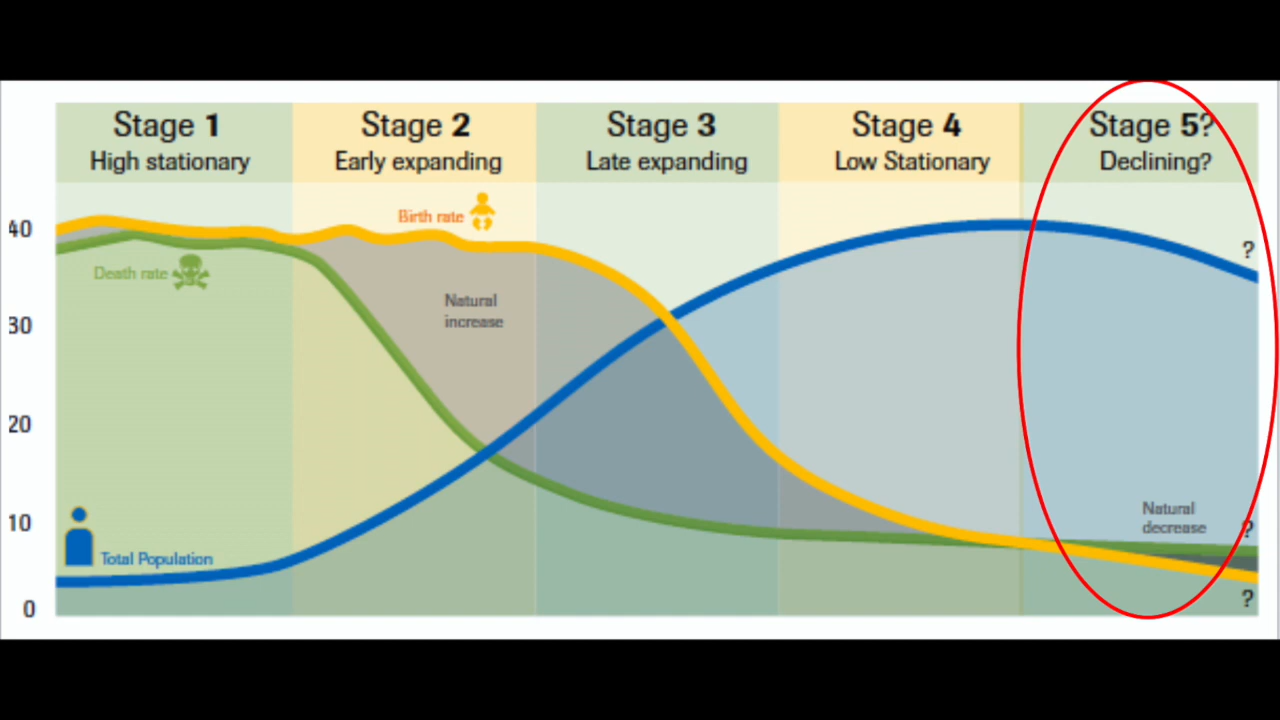 Stage 1
High stationary
Stage 2
Early expanding
Stage 3
Late expanding
Stage 4
Low Stationary
Stage 5?
Declining?
40
30
20
10
0
Birth rate
Death rate
Natural
increase
Total Population
Natural
decrease
?
?
?